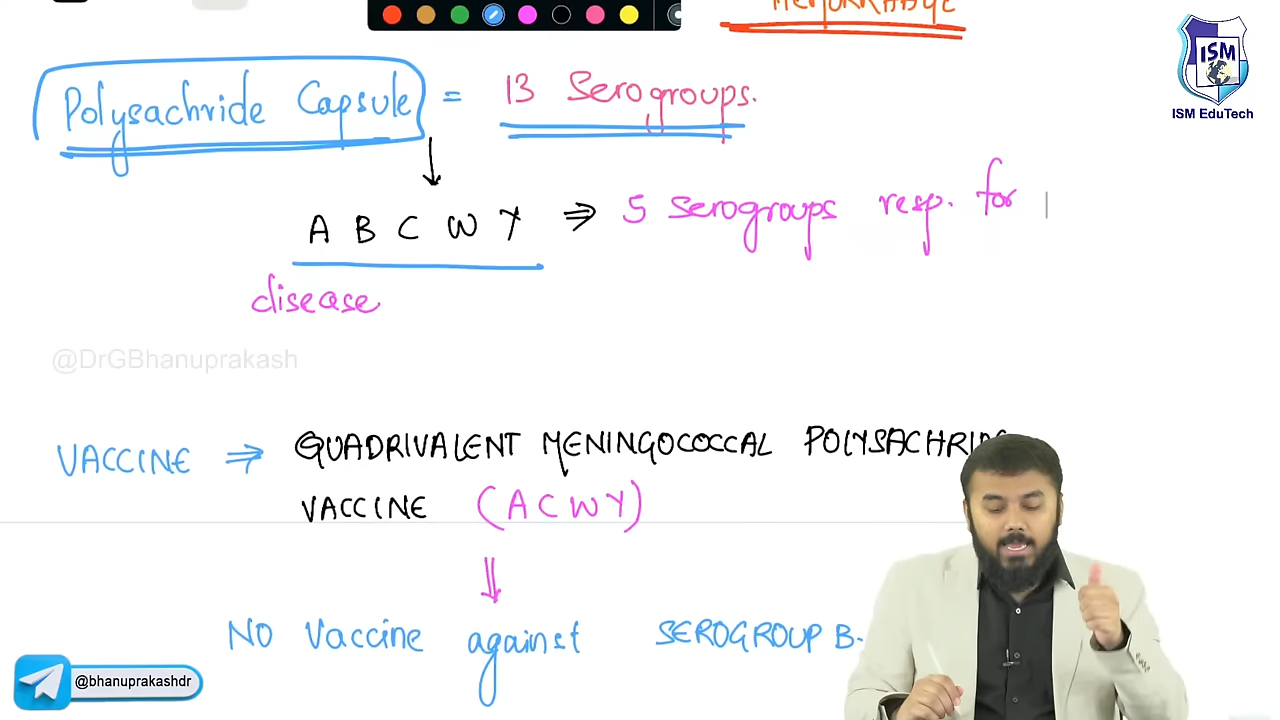 ISM
ISM EduTech
Polysachride Capsule = 13 Serogroups.
A B C W Y ⇒ 5 serogroups resp. for
disease
@DrGBhanuprakash
VACCINE ⇒ QUADRIVALENT MENINGOCOCCAL
VACCINE (ACWY)
NO Vaccine against SEROGROUP B.
@bhanuprakashdr